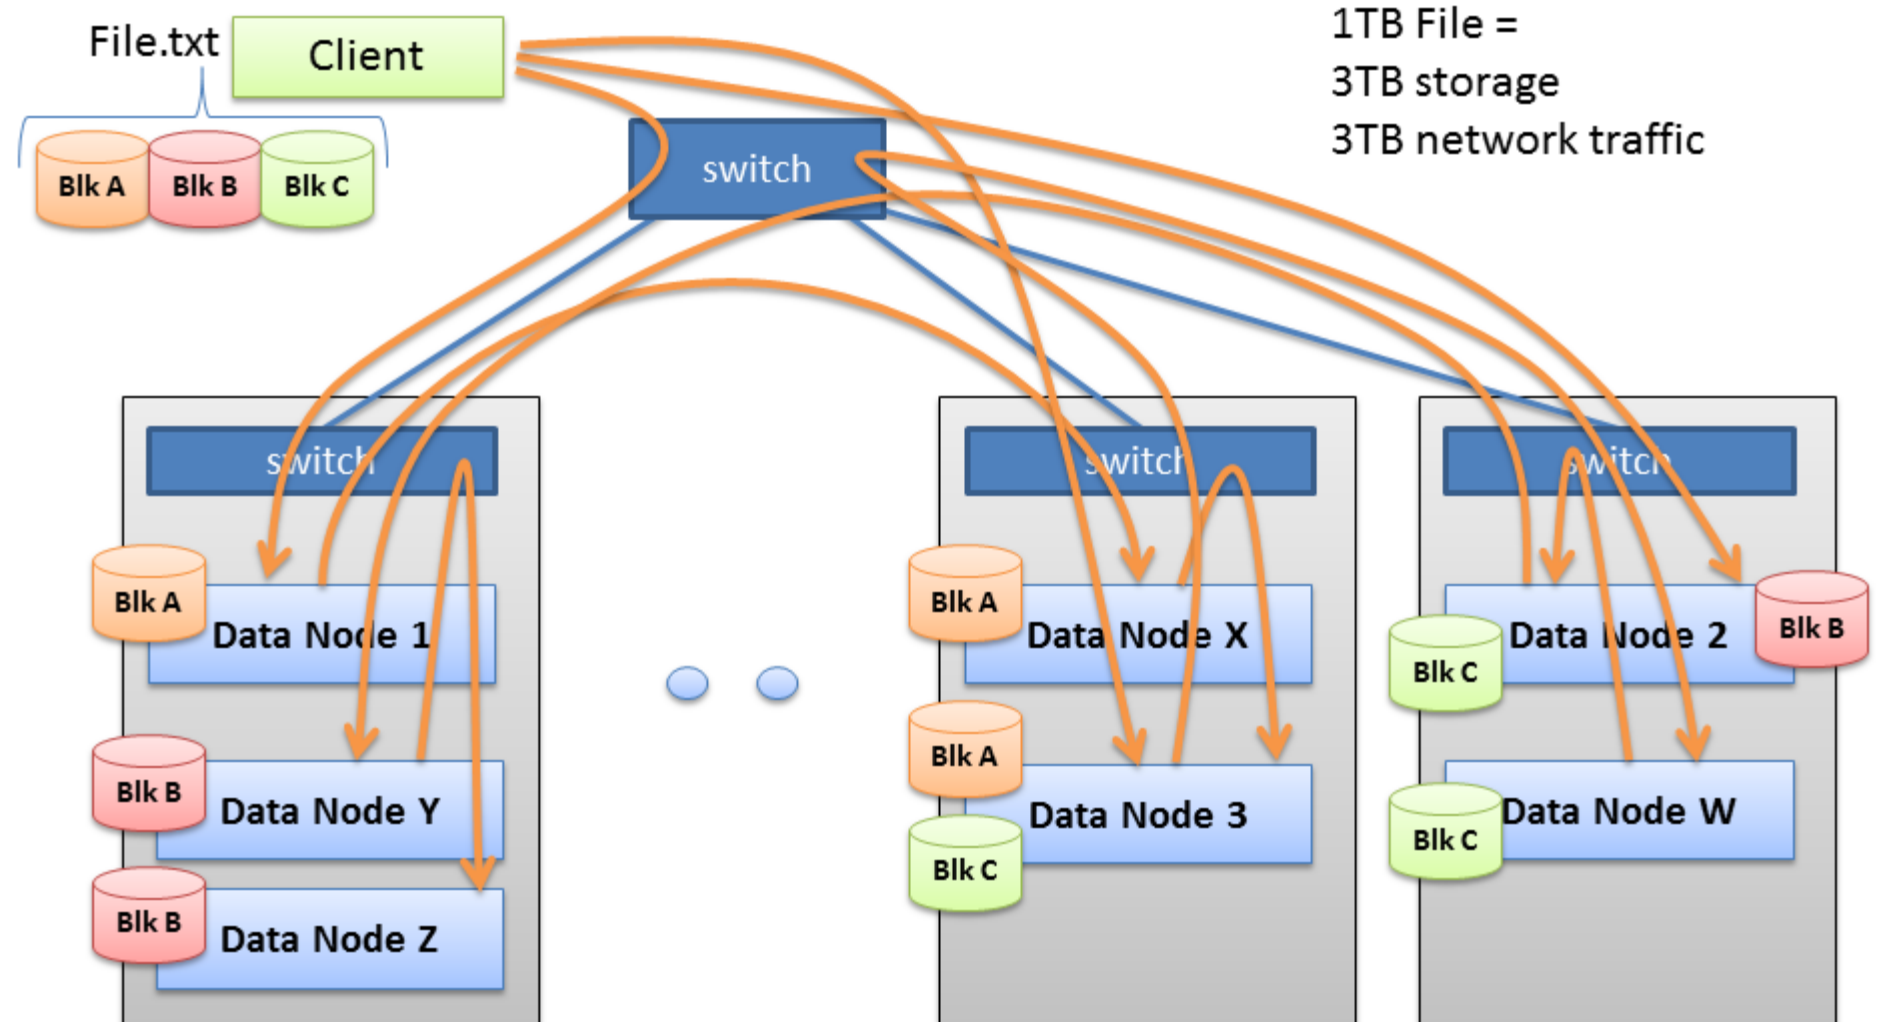 File.txt
Client
1TB File =
3TB storage
3TB network traffic
Blk A
Blk B
Blk C
switch
switch
switch
switch
Blk A
Data Node 1
Blk B
Data Node Y
Blk B
Data Node Z
Blk A
Data Node X
Blk A
Data Node 3
Blk C
Data Node 2
Blk B
Blk C
Data Node W
Blk C